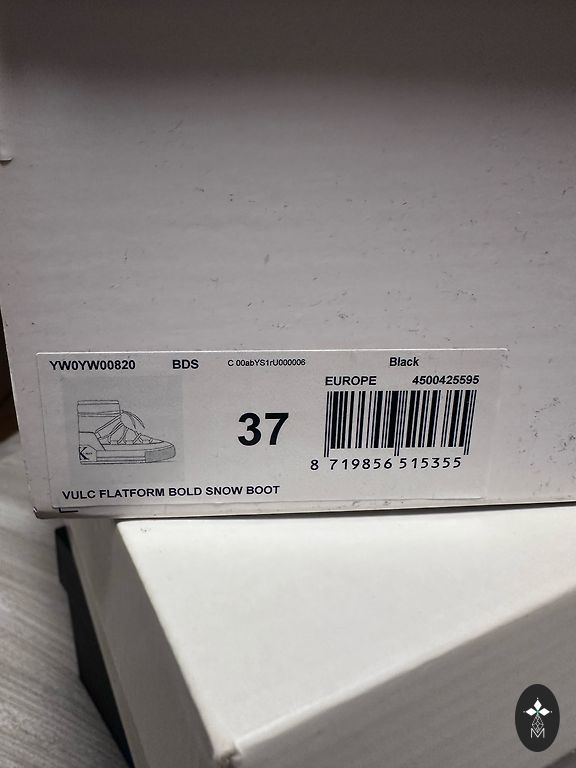 YW0YW00820 BDS C 00abYS1rU000006 Black
EUROPE 4500425595
37
8 719856 515355
VULC FLATFORM BOLD SNOW BOOT
K
M